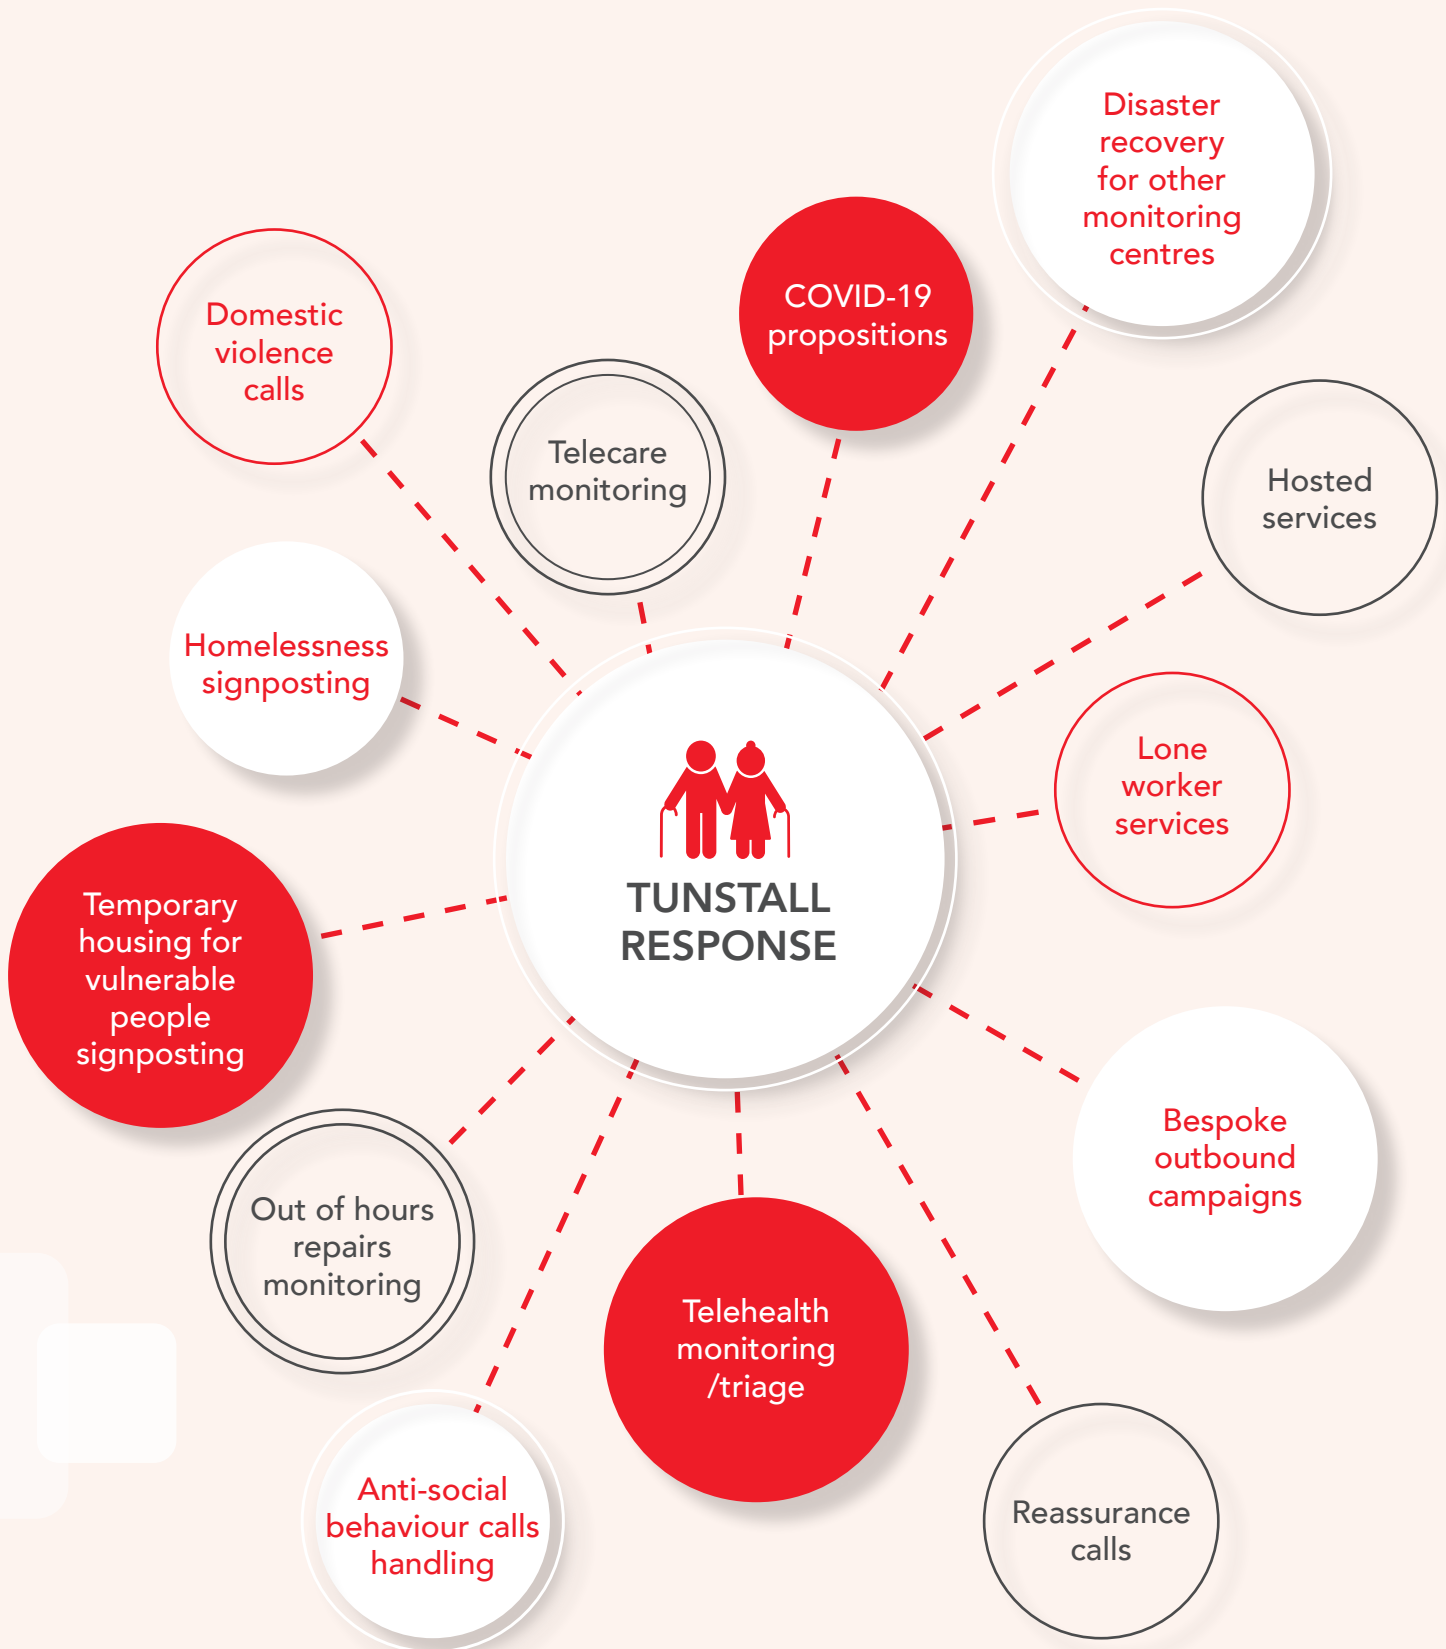 Disaster
recovery
for other
monitoring
centres
COVID-19
propositions
Domestic
violence
calls
Telecare
monitoring
Hosted
services
Homelessness
signposting
Lone
worker
services
TUNSTALL
RESPONSE
Temporary
housing for
vulnerable
people
signposting
Bespoke
outbound
campaigns
Out of hours
repairs
monitoring
Telehealth
monitoring
/triage
Anti-social
behaviour calls
handling
Reassurance
calls